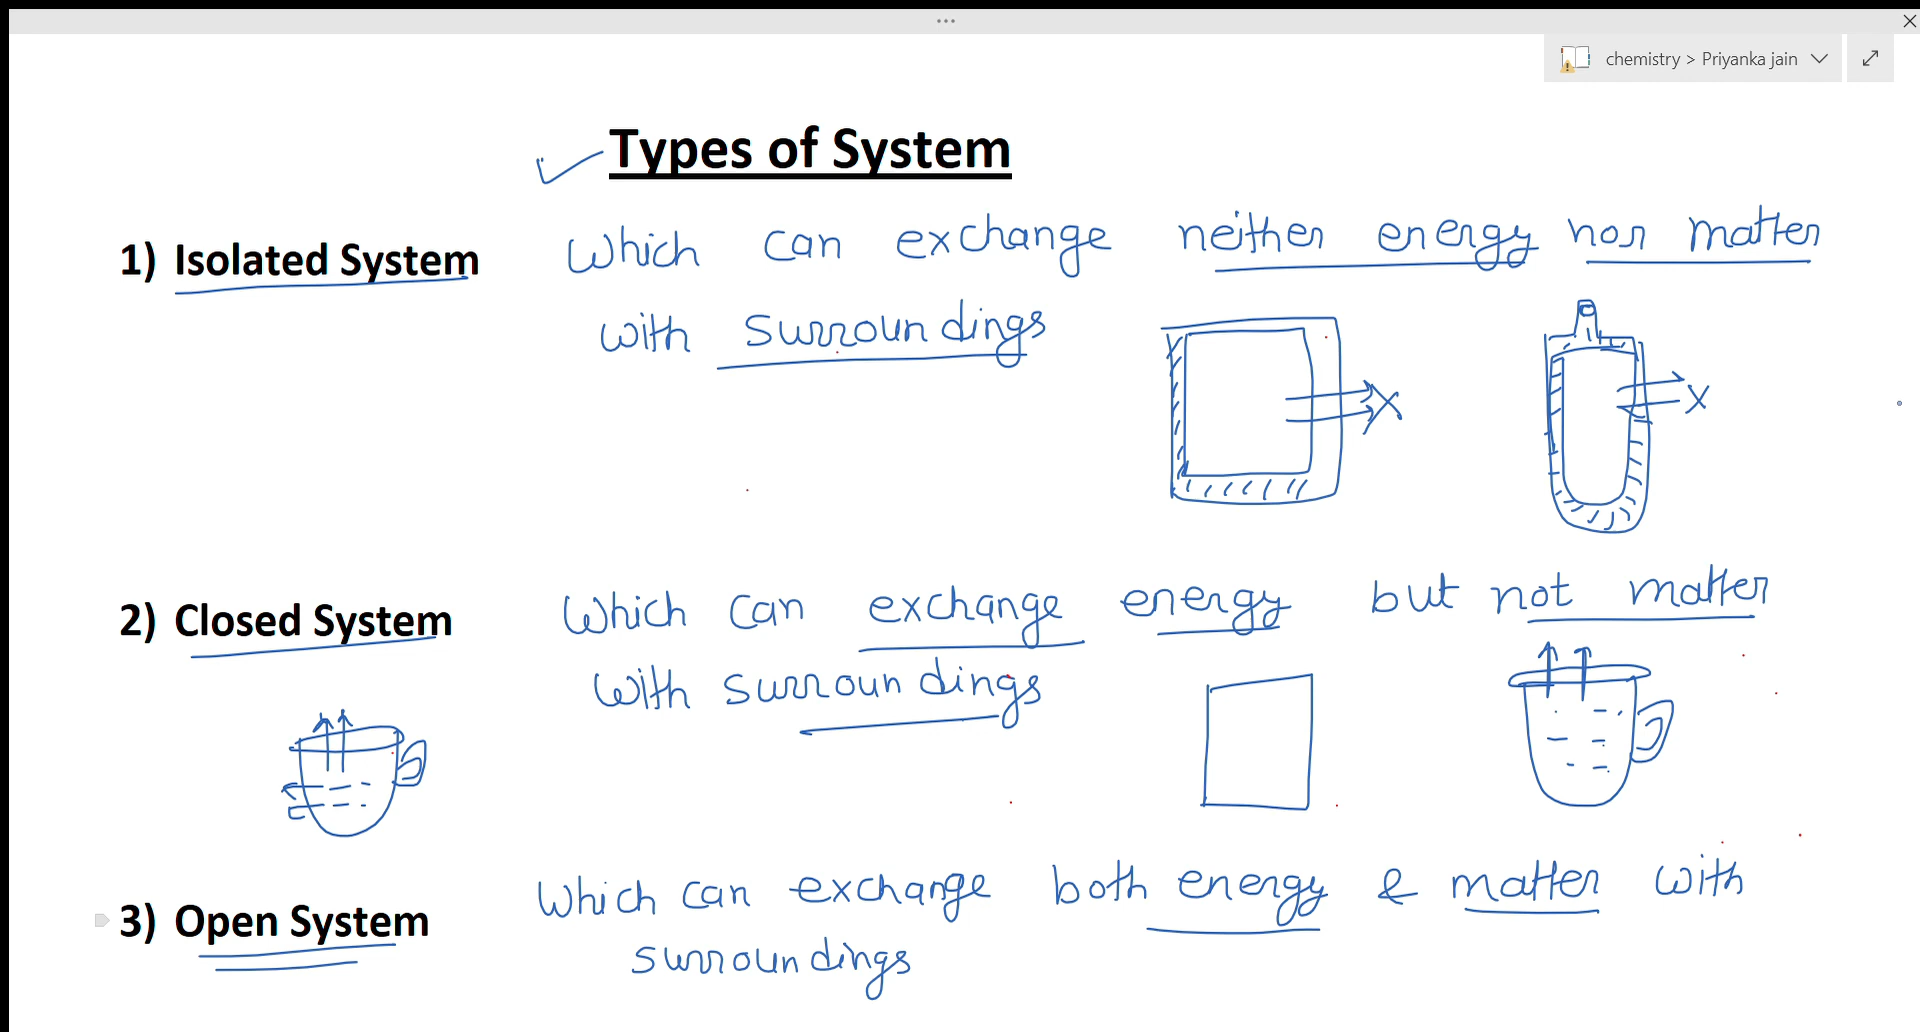 chemistry > Priyanka jain
Types of System
1) Isolated System which can exchange neither energy nor matter
with surroundings
2) Closed System which can exchange energy but not matter
with surroundings
3) Open System which can exchange both energy & matter with
surroundings